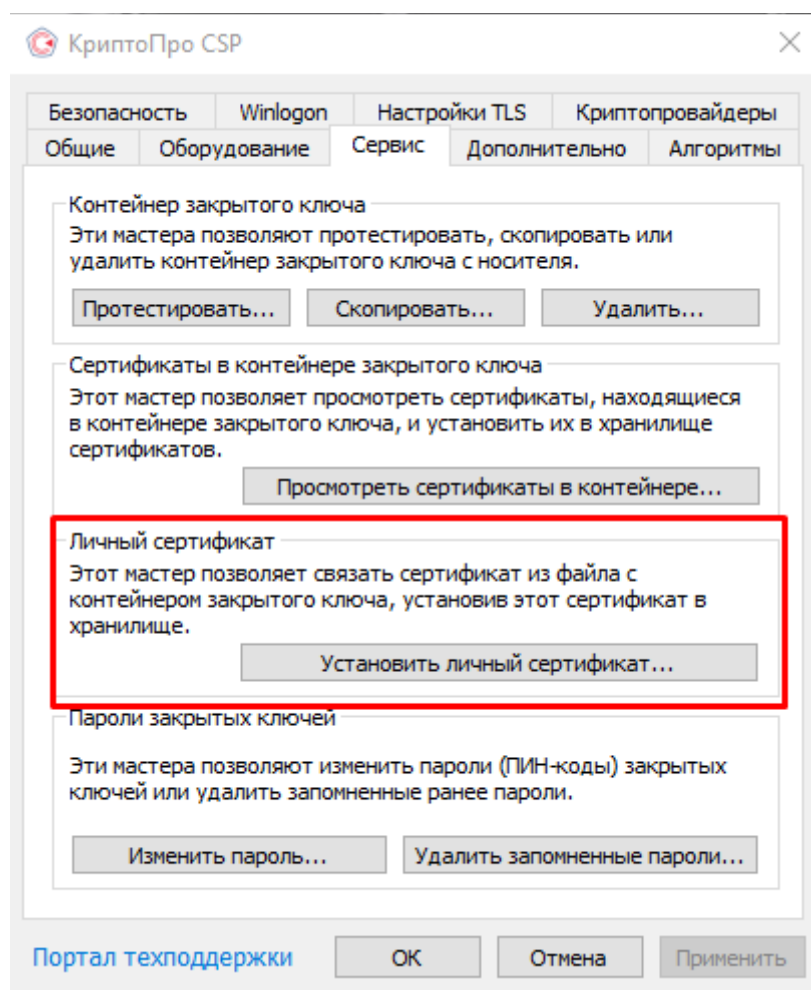 КриптоПро CSP
Безопасность Winlogon Настройки TLS Криптопровайдеры
Общие Оборудование Сервис Дополнительно Алгоритмы
Контейнер закрытого ключа
Эти мастера позволяют протестировать, скопировать или
удалить контейнер закрытого ключа с носителя.
Протестировать... Скопировать... Удалить...
Сертификаты в контейнере закрытого ключа
Этот мастер позволяет просмотреть сертификаты, находящиеся
в контейнере закрытого ключа, и установить их в хранилище
сертификатов.
Просмотреть сертификаты в контейнере...
Личный сертификат
Этот мастер позволяет связать сертификат из файла с
контейнером закрытого ключа, установив этот сертификат в
хранилище.
Установить личный сертификат...
Пароли закрытых ключей
Эти мастера позволяют изменить пароли (ПИН-коды) закрытых
ключей или удалить запомненные ранее пароли.
Изменить пароль... Удалить запомненные пароли...
Портал техподдержки ОК Отмена Применить